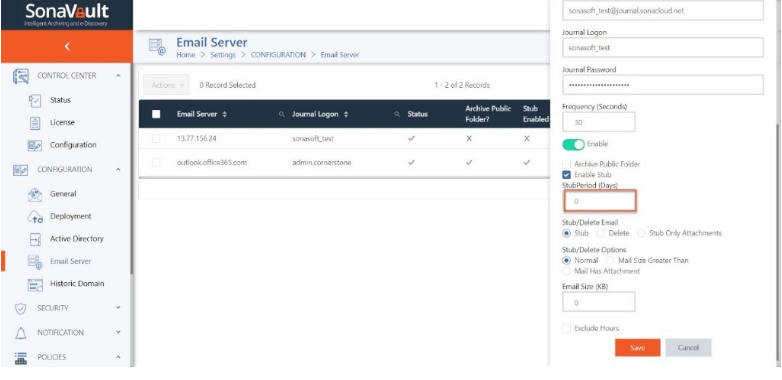 SonaVault
Intelligent Archiving and e-Discovery
CONTROL CENTER
Status
License
Configuration
CONFIGURATION
General
Deployment
Active Directory
Email Server
Historic Domain
SECURITY
NOTIFICATION
POLICIES
Email Server
Home > Settings > CONFIGURATION > Email Server
Actions 0 Record Selected 1 - 2 of 2 Records
Email Server Journal Logon Status Archive Public Folder? Stub Enabled
13.77.156.24 sonasoft_test
outlook.office365.com admin.cornerstone
sonasoft_test@journal.sonacloud.net
Journal Logon
sonasoft_test
Journal Password
Frequency (Seconds)
30
Enable
Archive Public Folder
Enable Stub
StubPeriod (Days)
0
Stub/Delete Email
Stub Delete Stub Only Attachments
Stub/Delete Options
Normal Mail Size Greater Than
Mail Has Attachment
Email Size (KB)
0
Exclude Hours
Save Cancel